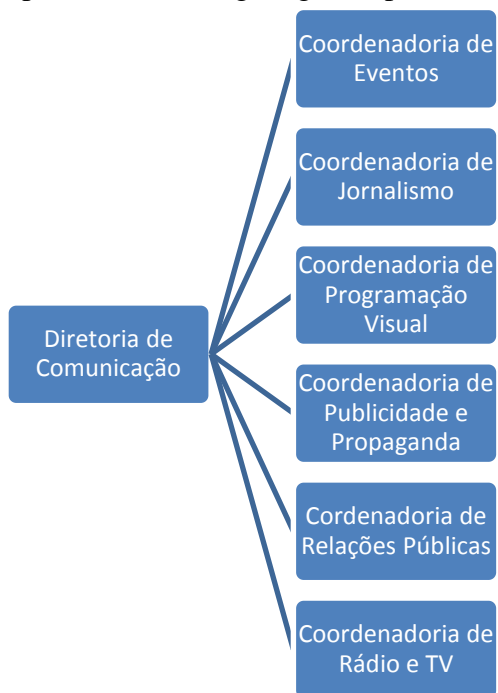 Coordenadoria de
Eventos
Coordenadoria de
Jornalismo
Coordenadoria de
Programação
Visual
Diretoria de
Comunicação
Coordenadoria de
Publicidade e
Propaganda
Cordenadoria de
Relações Públicas
Coordenadoria de
Rádio e TV